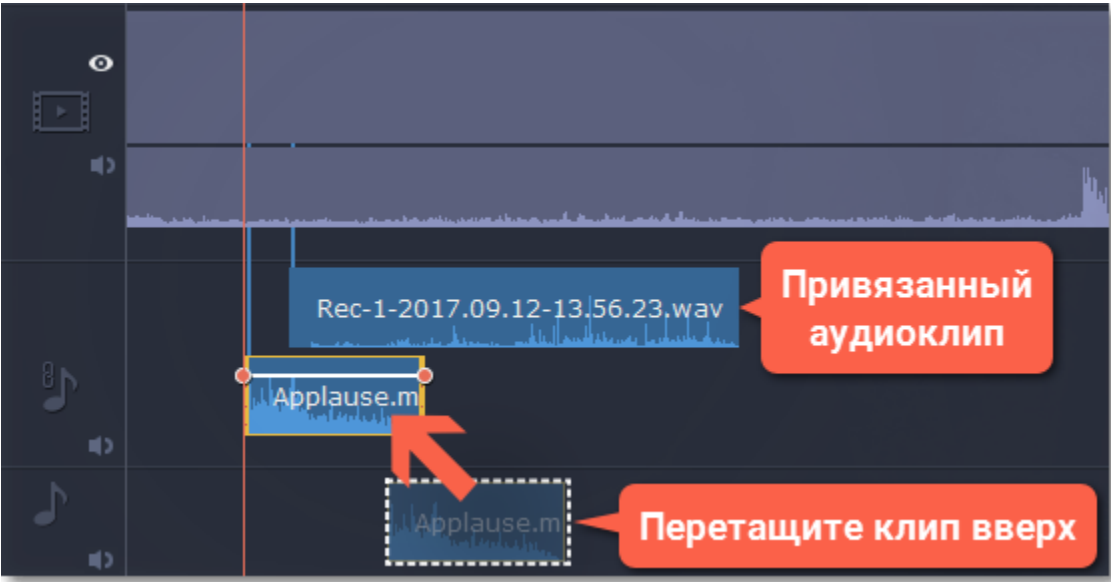 Rec-1-2017.09.12-13.56.23.wav
Привязанный
аудиоклип
Applause.m
Applause.m
Перетащите клип вверх